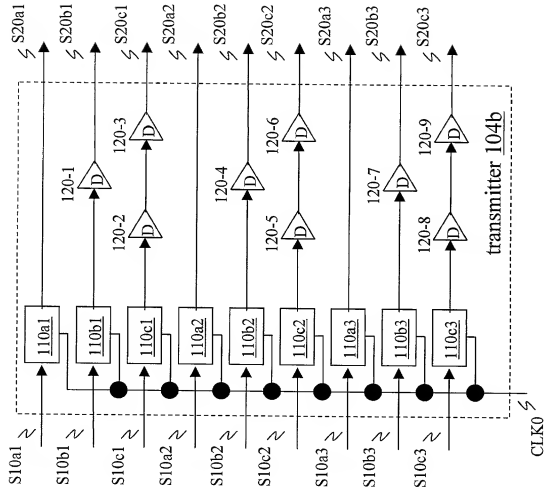 S20a1
S20b1
S20c1
S20a2
S20b2
S20c2
S20a3
S20b3
S20c3
120-3
120-6
120-9
D
D
D
120-1
120-4
120-7
D
D
D
120-2
120-5
120-8
D
D
D
transmitter 104b
110a1
110b1
110c1
110a2
110b2
110c2
110a3
110b3
110c3
S10a1
S10b1
S10c1
S10a2
S10b2
S10c2
S10a3
S10b3
S10c3
CLK0